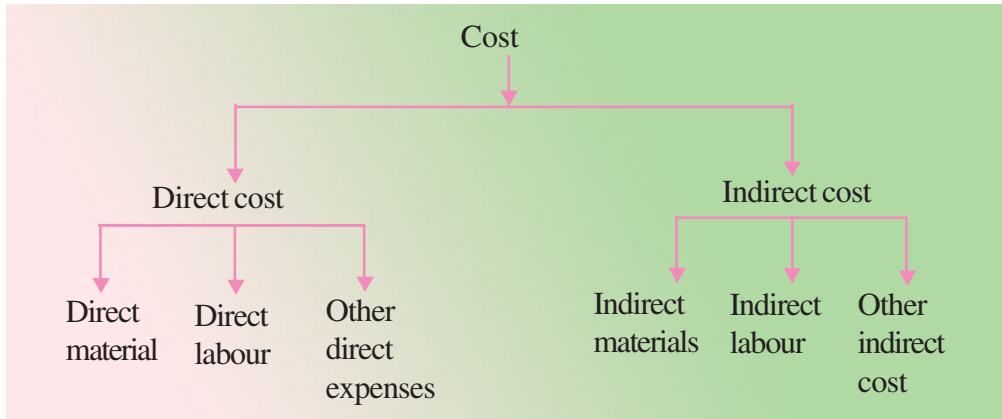 Cost
Direct cost
Indirect cost
Direct
material
Direct
labour
Other
direct
expenses
Indirect
materials
Indirect
labour
Other
indirect
cost